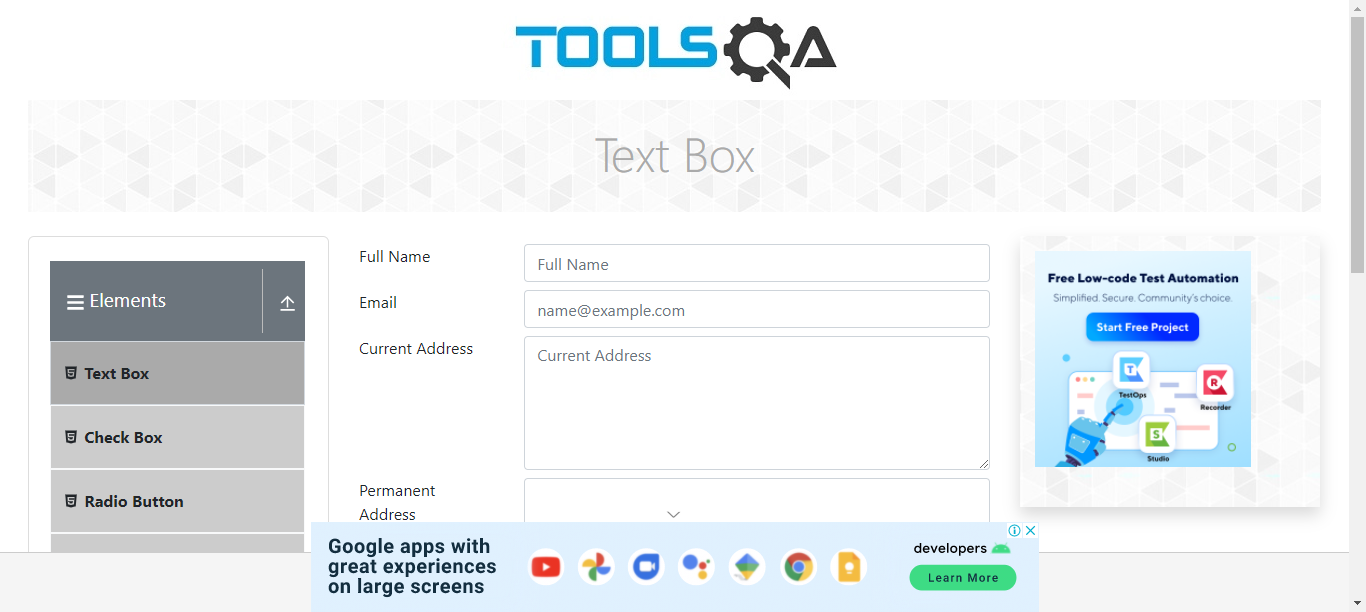 TOOLSQA
Text Box
Elements
Text Box
Check Box
Radio Button
Full Name
Full Name
Email
name@example.com
Current Address
Current Address
Permanent
Address
Free Low-code Test Automation
Simplified. Secure. Community's choice.
Start Free Project
T
TestOps
R
Recorder
S
Studio
Google apps with
great experiences
on large screens
developers
Learn More